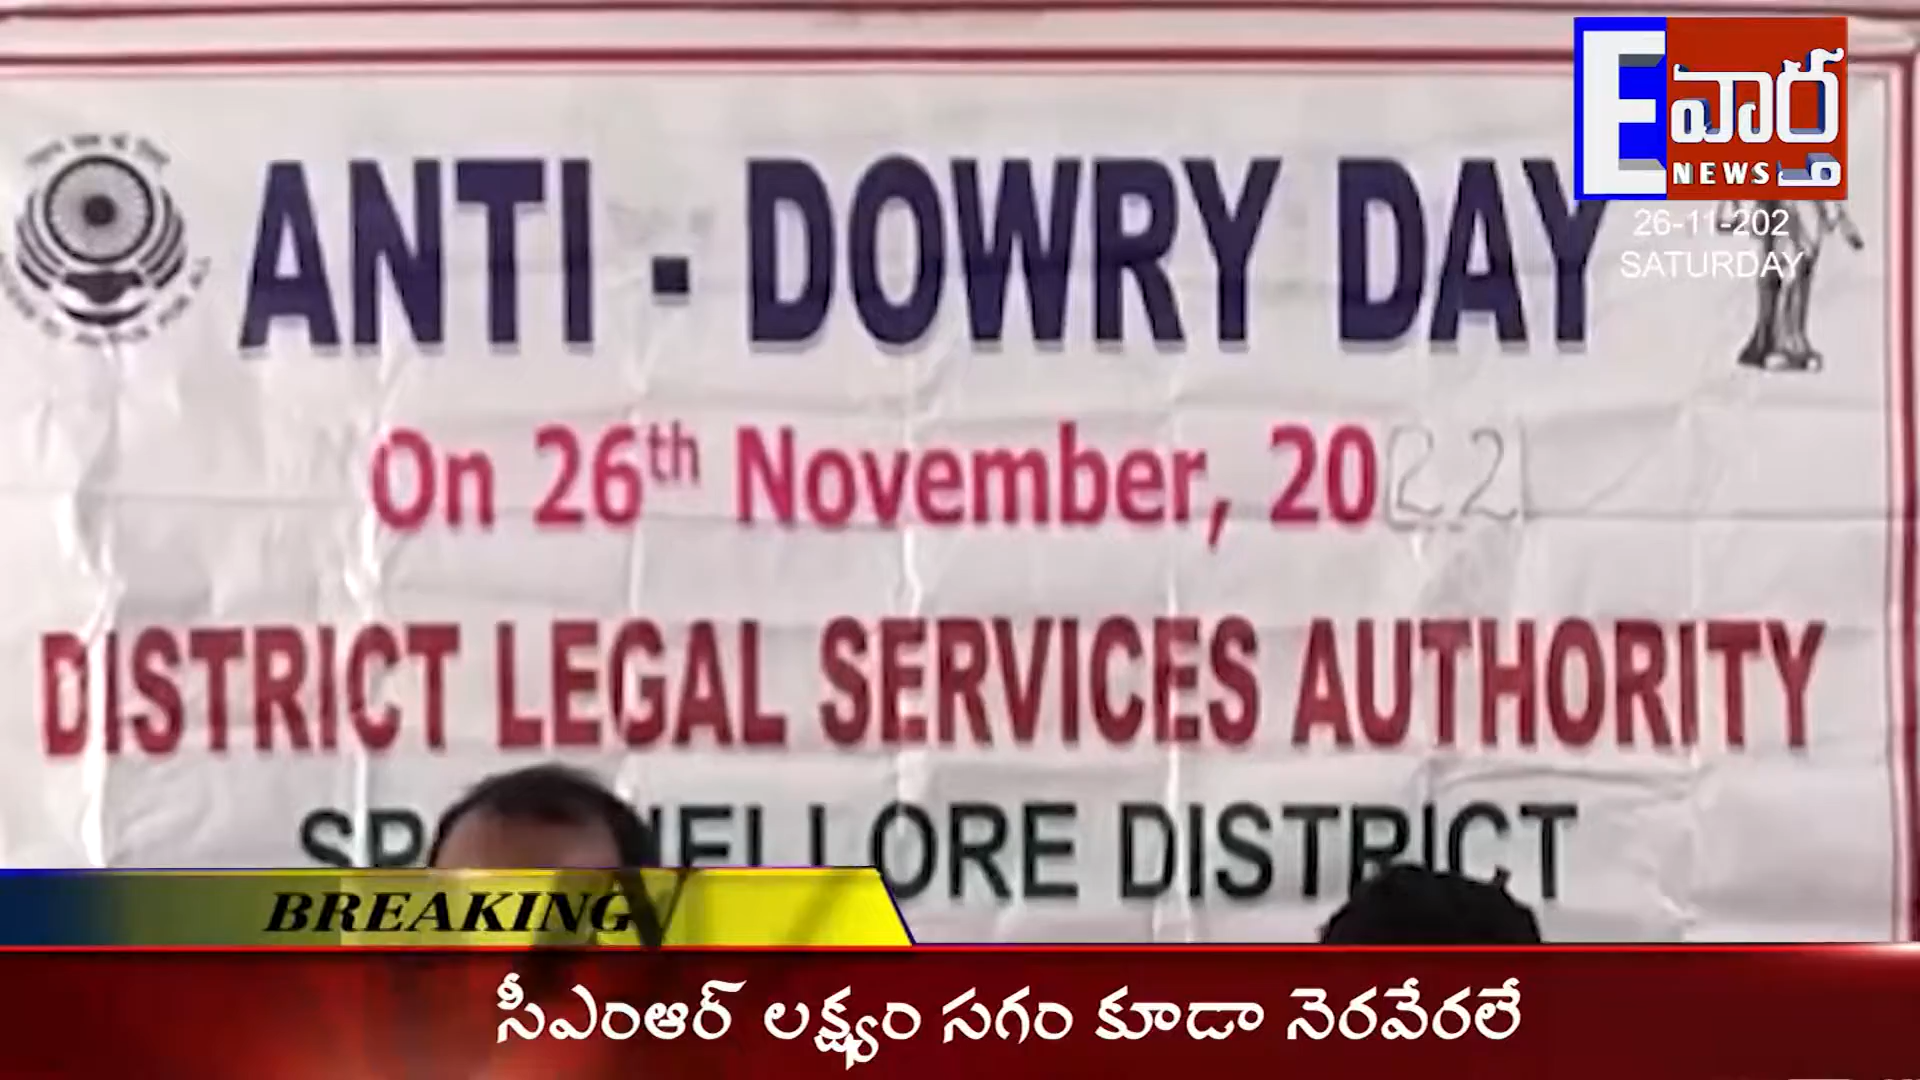 E వార్త
NEWS
26-11-202
SATURDAY
ANTI - DOWRY DAY
On 26th November, 2022
DISTRICT LEGAL SERVICES AUTHORITY
DISTRICT
BREAKING
సీఎంఆర్ లక్ష్యం సగం కూడా నెరవేరలే